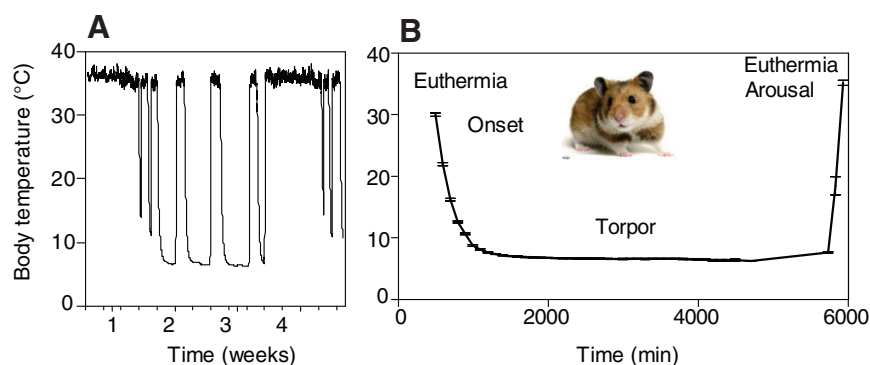 A
Body temperature (°C)
40
30
20
10
0
1 2 3 4
Time (weeks)
B
40
30
20
10
0
Euthermia
Onset
Torpor
Euthermia
Arousal
0 2000 4000 6000
Time (min)